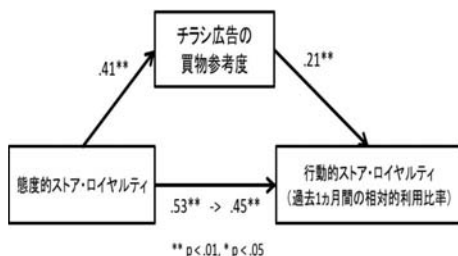 チラシ広告の
買物参考度
.41**
.21**
態度的ストア・ロイヤルティ
行動的ストア・ロイヤルティ
(過去1ヵ月間の相対的利用比率)
.53** -> .45**
** p<.01, * p<.05